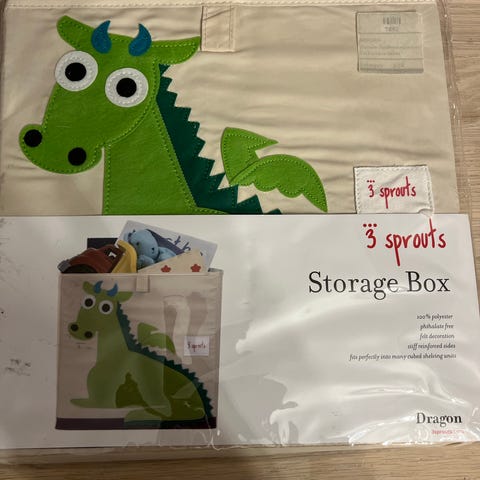 3 sprouts
3 sprouts
Storage Box
100% polyester
phthalate free
felt decoration
stiff reinforced sides
fits perfectly into many cubed shelving units
3 sprouts
Dragon